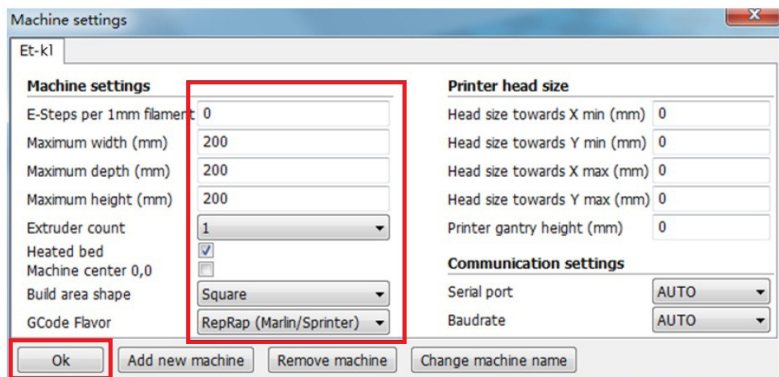 Machine settings
Et-kl
Machine settings
E-Steps per 1mm filament 0
Maximum width (mm) 200
Maximum depth (mm) 200
Maximum height (mm) 200
Extruder count 1
Heated bed
Machine center 0,0
Build area shape Square
GCode Flavor RepRap (Marlin/Sprinter)
Printer head size
Head size towards X min (mm) 0
Head size towards Y min (mm) 0
Head size towards X max (mm) 0
Head size towards Y max (mm) 0
Printer gantry height (mm) 0
Communication settings
Serial port AUTO
Baudrate AUTO
Ok Add new machine Remove machine Change machine name